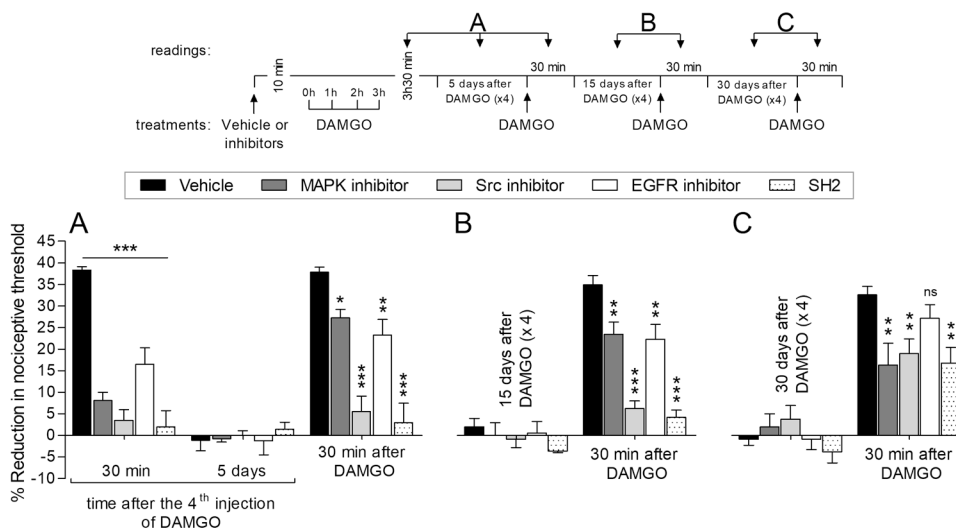 A B C
readings:
10 min
3h30 min
30 min 30 min 30 min
0h 1h 2h 3h
5 days after
DAMGO (x4)
15 days after
DAMGO (x4)
30 days after
DAMGO (x4)
treatments:
Vehicle or
inhibitors
DAMGO DAMGO DAMGO DAMGO
Vehicle MAPK inhibitor Src inhibitor EGFR inhibitor SH2
A
% Reduction in nociceptive threshold
45
40
35
30
25
20
15
10
5
0
-5
-10
***
* *** ** ***
30 min 5 days
time after the 4th injection
of DAMGO
30 min after
DAMGO
B
15 days after
DAMGO (x 4)
** *** ** ***
30 min after
DAMGO
C
30 days after
DAMGO (x 4)
** ** ns **
30 min after
DAMGO